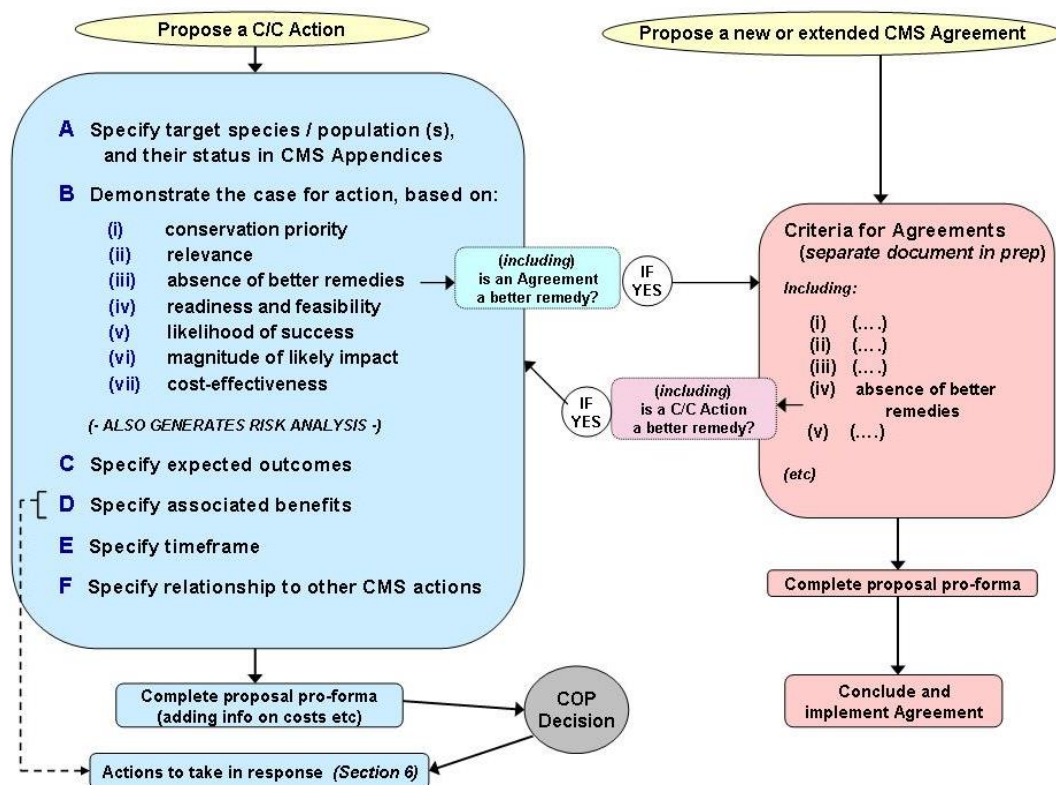 Propose a C/C Action
Propose a new or extended CMS Agreement
A Specify target species / population (s),
and their status in CMS Appendices
B Demonstrate the case for action, based on:
(i) conservation priority
(ii) relevance
(iii) absence of better remedies
(iv) readiness and feasibility
(v) likelihood of success
(vi) magnitude of likely impact
(vii) cost-effectiveness
(- ALSO GENERATES RISK ANALYSIS -)
C Specify expected outcomes
D Specify associated benefits
E Specify timeframe
F Specify relationship to other CMS actions
(including)
is an Agreement
a better remedy?
IF
YES
(including)
is a C/C Action
a better remedy?
IF
YES
Criteria for Agreements
(separate document in prep)
Including:
(i) (....)
(ii) (....)
(iii) (....)
(iv) absence of better
remedies
(v) (....)
(etc)
Complete proposal pro-forma
(adding info on costs etc)
COP
Decision
Actions to take in response (Section 6)
Complete proposal pro-forma
Conclude and
implement Agreement